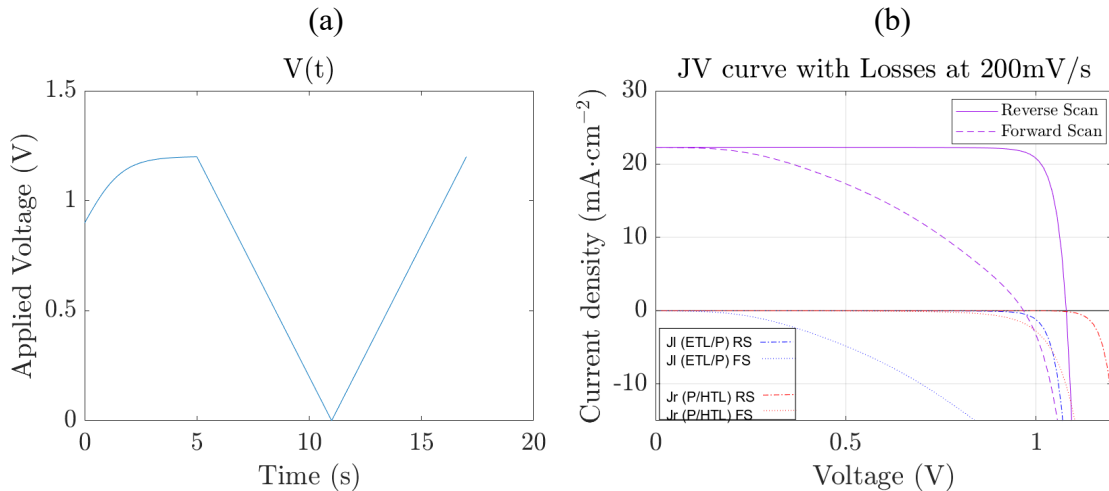 (a)
V(t)
1.5
1
0.5
0
0
5
10
15
20
Applied Voltage (V)
Time (s)
(b)
JV curve with Losses at 200mV/s
30
20
10
0
-10
0
0.5
1
Current density (mA·cm⁻²)
Voltage (V)
Reverse Scan
Forward Scan
Jl (ETL/P) RS
Jl (ETL/P) FS
Jr (P/HTL) RS
Jr (P/HTL) FS